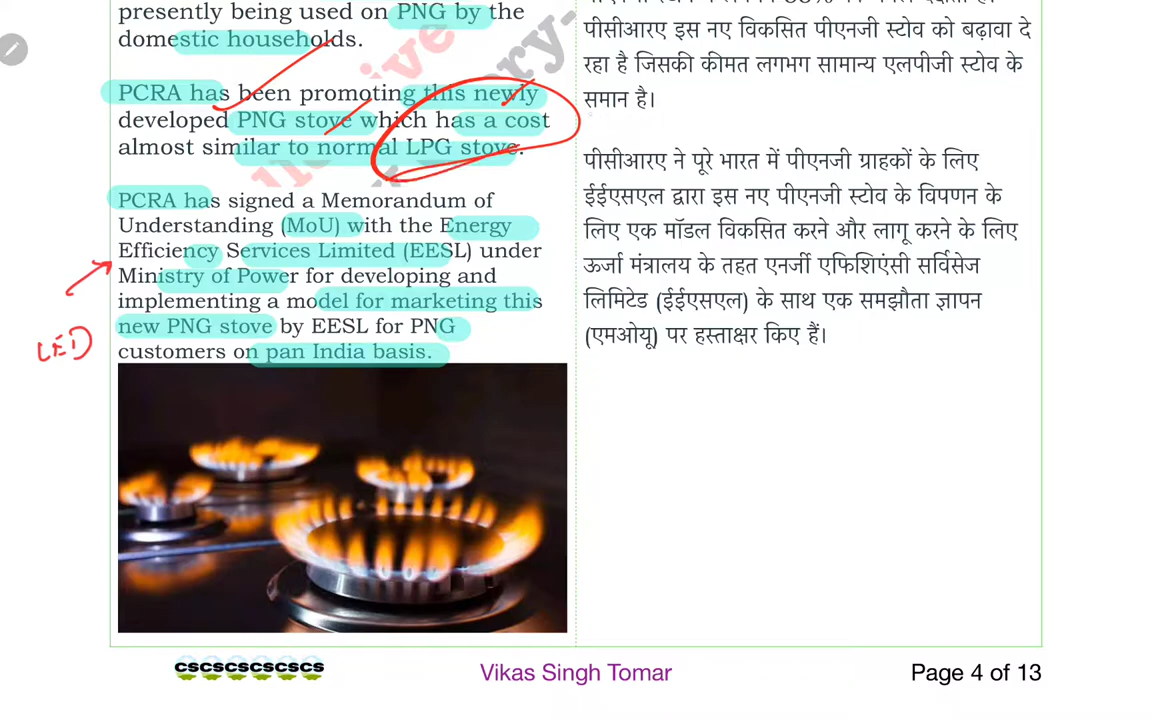 presently being used on PNG by the
domestic households.
PCRA has been promoting this newly
developed PNG stove which has a cost
almost similar to normal LPG stove.
PCRA has signed a Memorandum of
Understanding (MoU) with the Energy
Efficiency Services Limited (EESL) under
Ministry of Power for developing and
implementing a model for marketing this
new PNG stove by EESL for PNG
customers on pan India basis.
LED
पीसीआरए इस नए विकसित पीएनजी स्टोव को बढ़ावा दे
रहा है जिसकी कीमत लगभग सामान्य एलपीजी स्टोव के
समान है।
पीसीआरए ने पूरे भारत में पीएनजी ग्राहकों के लिए
ईईएसएल द्वारा इस नए पीएनजी स्टोव के विपणन के
लिए एक मॉडल विकसित करने और लागू करने के लिए
ऊर्जा मंत्रालय के तहत एनर्जी एफिशिएंसी सर्विसेज
लिमिटेड (ईईएसएल) के साथ एक समझौता ज्ञापन
(एमओयू) पर हस्ताक्षर किए हैं।
CSCSCSCSCSCS
Vikas Singh Tomar
Page 4 of 13